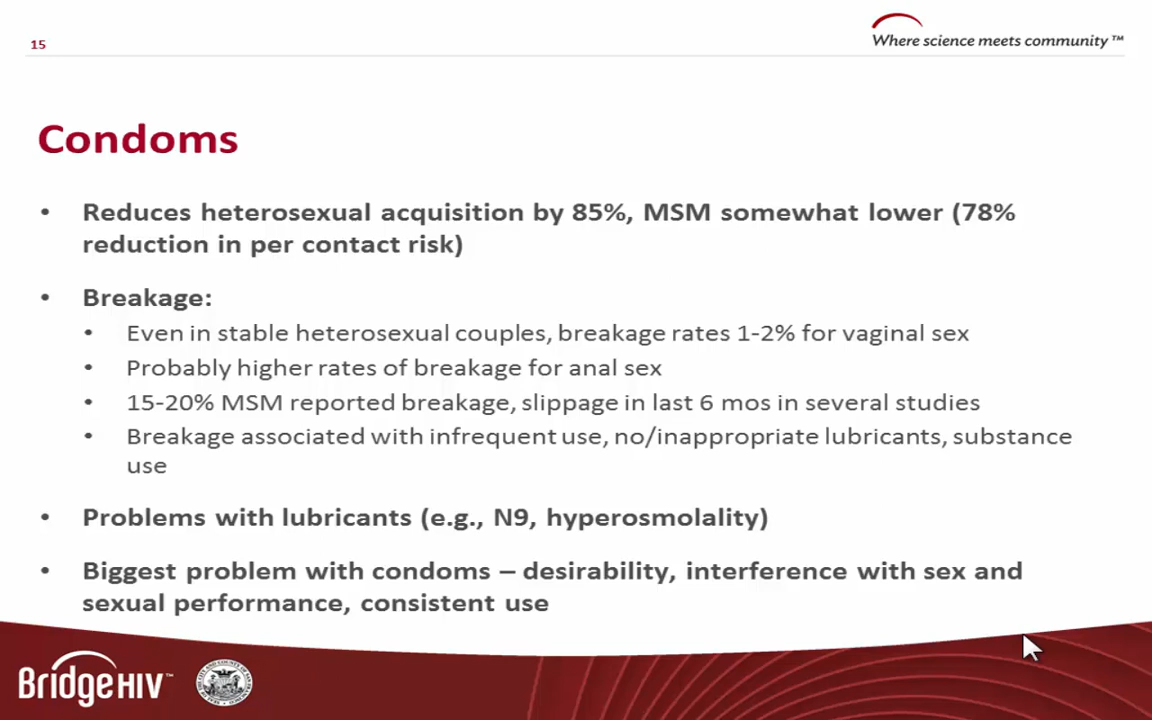 15
Where science meets community ™
Condoms
• Reduces heterosexual acquisition by 85%, MSM somewhat lower (78%
reduction in per contact risk)
• Breakage:
• Even in stable heterosexual couples, breakage rates 1-2% for vaginal sex
• Probably higher rates of breakage for anal sex
• 15-20% MSM reported breakage, slippage in last 6 mos in several studies
• Breakage associated with infrequent use, no/inappropriate lubricants, substance
use
• Problems with lubricants (e.g., N9, hyperosmolality)
• Biggest problem with condoms – desirability, interference with sex and
sexual performance, consistent use
BridgeHIV™